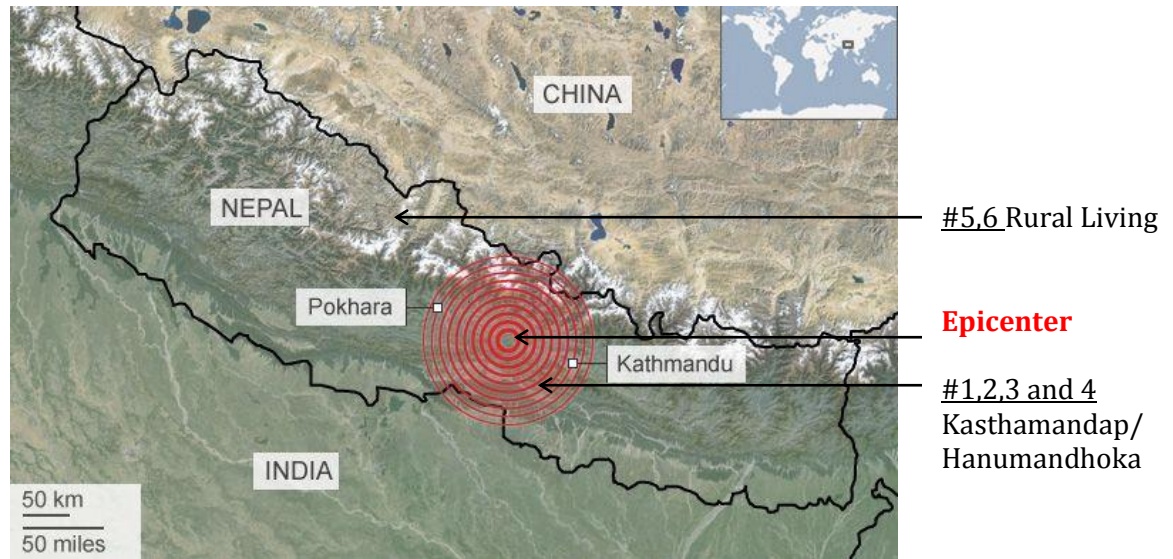 CHINA
NEPAL
#5,6 Rural Living
Pokhara
Epicenter
Kathmandu
#1,2,3 and 4
Kasthamandap/
Hanumandhoka
INDIA
50 km
50 miles